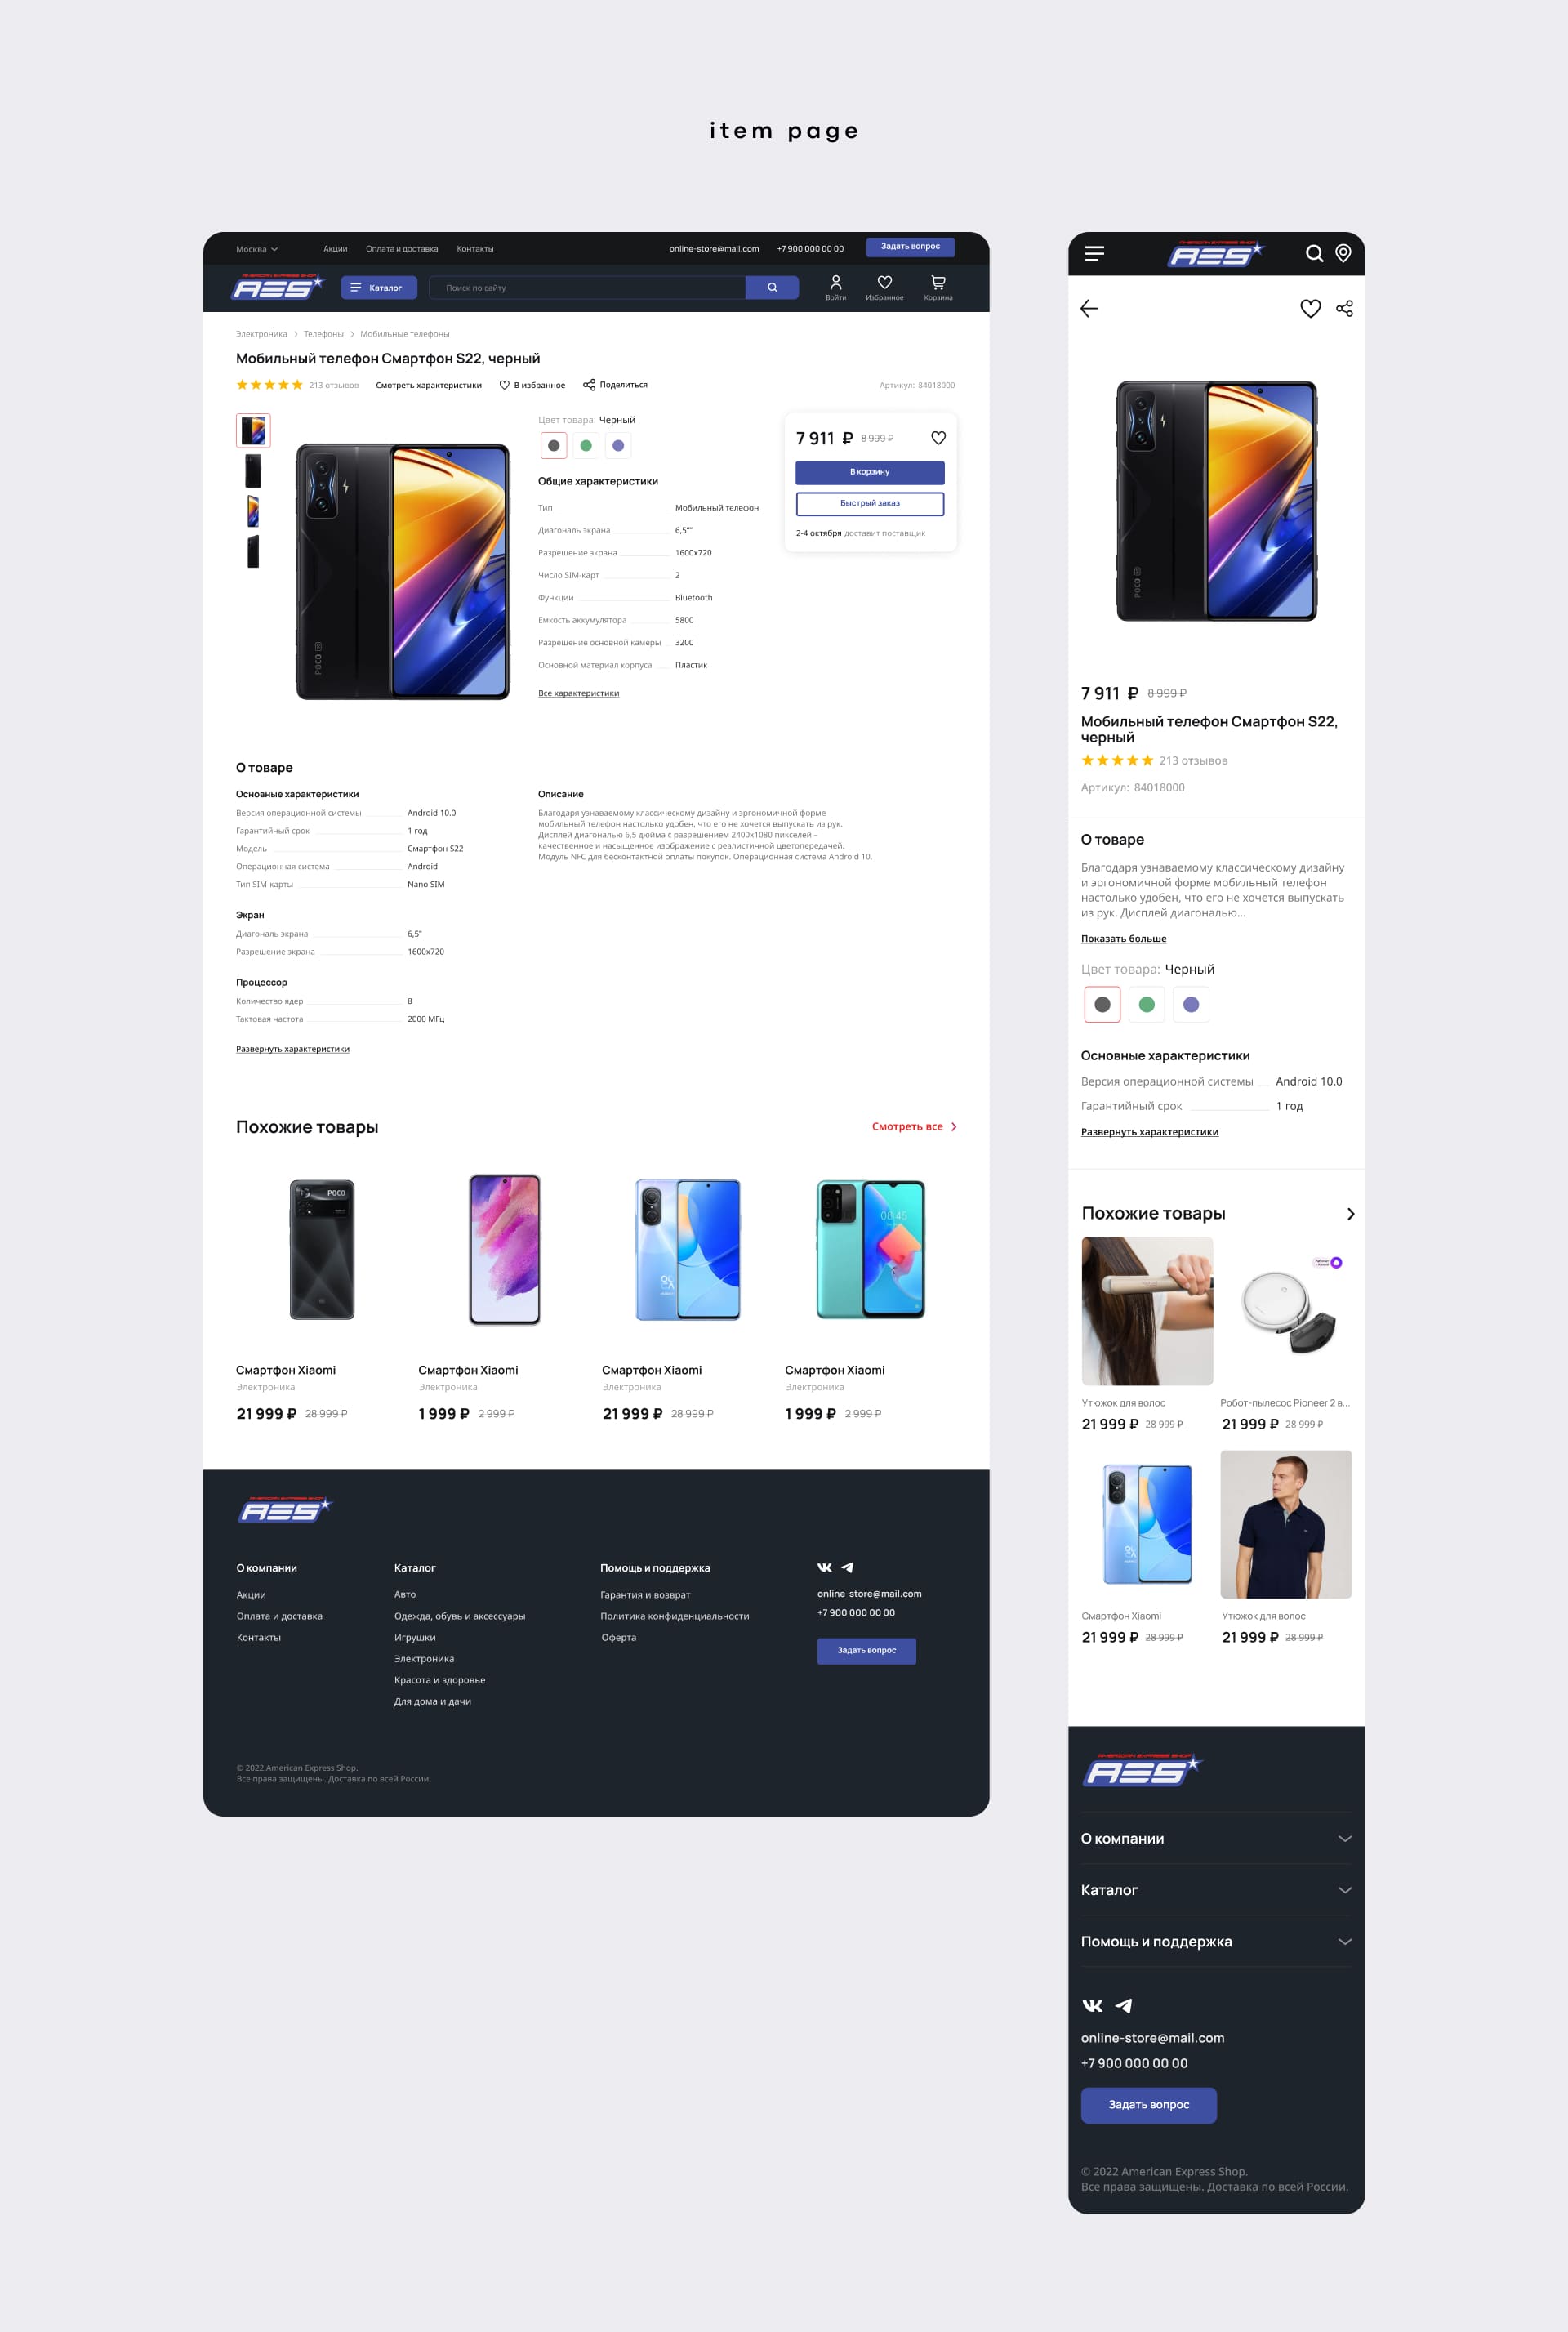 item page
Москва
Акции
Оплата и доставка
Контакты
online-store@mail.com
+7 900 000 00 00
Задать вопрос
AMERICAN EXPRESS SHOP
AES
Каталог
Поиск по сайту
Войти
Избранное
Корзина
Электроника
Телефоны
Мобильные телефоны
Мобильный телефон Смартфон S22, черный
213 отзывов
Смотреть характеристики
В избранное
Поделиться
Артикул: 84018000
POCO
Цвет товара: Черный
Общие характеристики
Тип Мобильный телефон
Диагональ экрана 6,5""
Разрешение экрана 1600x720
Число SIM-карт 2
Функции Bluetooth
Емкость аккумулятора 5800
Разрешение основной камеры 3200
Основной материал корпуса Пластик
Все характеристики
7 911 ₽ 8 999 ₽
В корзину
Быстрый заказ
2-4 октября доставит поставщик
О товаре
Основные характеристики
Версия операционной системы Android 10.0
Гарантийный срок 1 год
Модель Смартфон S22
Операционная система Android
Тип SIM-карты Nano SIM
Экран
Диагональ экрана 6,5"
Разрешение экрана 1600x720
Процессор
Количество ядер 8
Тактовая частота 2000 МГц
Развернуть характеристики
Описание
Благодаря узнаваемому классическому дизайну и эргономичной форме
мобильный телефон настолько удобен, что его не хочется выпускать из рук.
Дисплей диагональю 6,5 дюйма с разрешением 2400x1080 пикселей –
качественное и насыщенное изображение с реалистичной цветопередачей.
Модуль NFC для бесконтактной оплаты покупок. Операционная система Android 10.
Похожие товары
Смотреть все
POCO
08:45
Смартфон Xiaomi
Электроника
21 999 ₽ 28 999 ₽
Смартфон Xiaomi
Электроника
1 999 ₽ 2 999 ₽
Смартфон Xiaomi
Электроника
21 999 ₽ 28 999 ₽
Смартфон Xiaomi
Электроника
1 999 ₽ 2 999 ₽
AMERICAN EXPRESS SHOP
AES
О компании
Акции
Оплата и доставка
Контакты
Каталог
Авто
Одежда, обувь и аксессуары
Игрушки
Электроника
Красота и здоровье
Для дома и дачи
Помощь и поддержка
Гарантия и возврат
Политика конфиденциальности
Оферта
online-store@mail.com
+7 900 000 00 00
Задать вопрос
© 2022 American Express Shop.
Все права защищены. Доставка по всей России.
AMERICAN EXPRESS SHOP
AES
POCO
7 911 ₽ 8 999 ₽
Мобильный телефон Смартфон S22,
черный
213 отзывов
Артикул: 84018000
О товаре
Благодаря узнаваемому классическому дизайну
и эргономичной форме мобильный телефон
настолько удобен, что его не хочется выпускать
из рук. Дисплей диагональю...
Показать больше
Цвет товара: Черный
Основные характеристики
Версия операционной системы Android 10.0
Гарантийный срок 1 год
Развернуть характеристики
Похожие товары
Утюжок для волос
21 999 ₽ 28 999 ₽
Робот-пылесос Pioneer 2 в...
21 999 ₽ 28 999 ₽
Смартфон Xiaomi
21 999 ₽ 28 999 ₽
Утюжок для волос
21 999 ₽ 28 999 ₽
AMERICAN EXPRESS SHOP
AES
О компании
Каталог
Помощь и поддержка
online-store@mail.com
+7 900 000 00 00
Задать вопрос
© 2022 American Express Shop.
Все права защищены. Доставка по всей России.